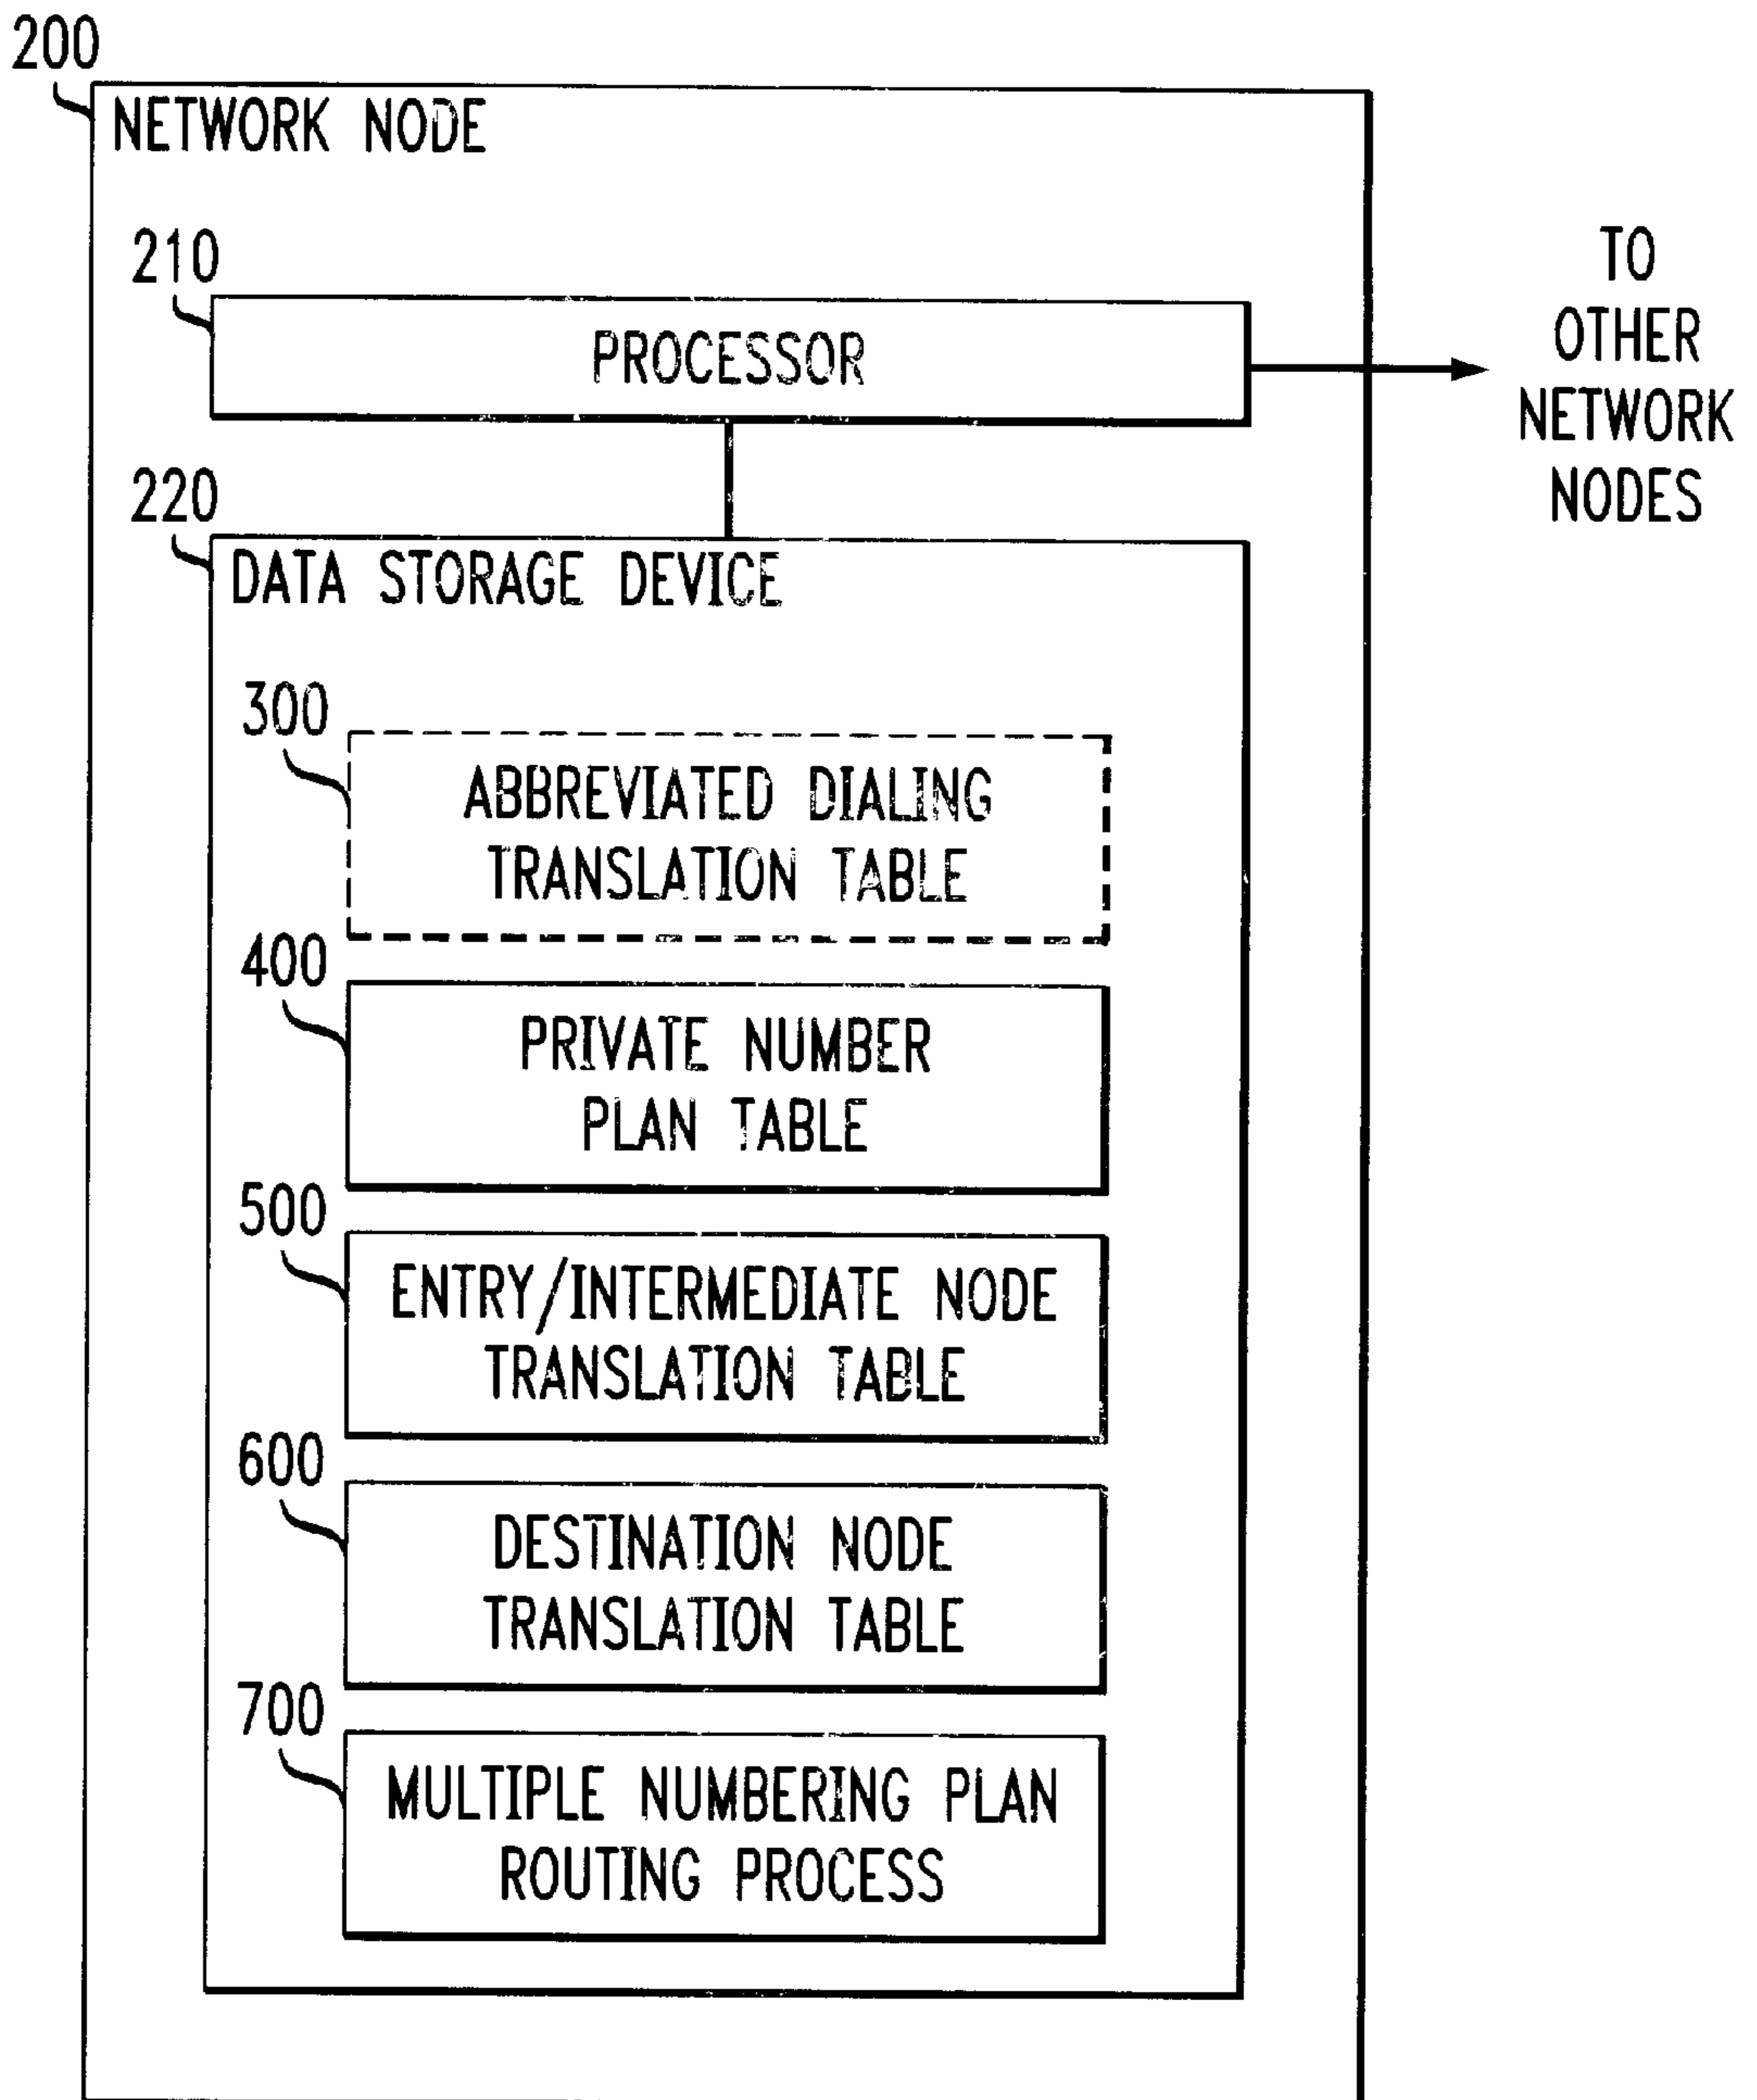 200
NETWORK NODE
210
PROCESSOR
TO
OTHER
NETWORK
NODES
220
DATA STORAGE DEVICE
300
ABBREVIATED DIALING
TRANSLATION TABLE
400
PRIVATE NUMBER
PLAN TABLE
500
ENTRY/INTERMEDIATE NODE
TRANSLATION TABLE
600
DESTINATION NODE
TRANSLATION TABLE
700
MULTIPLE NUMBERING PLAN
ROUTING PROCESS